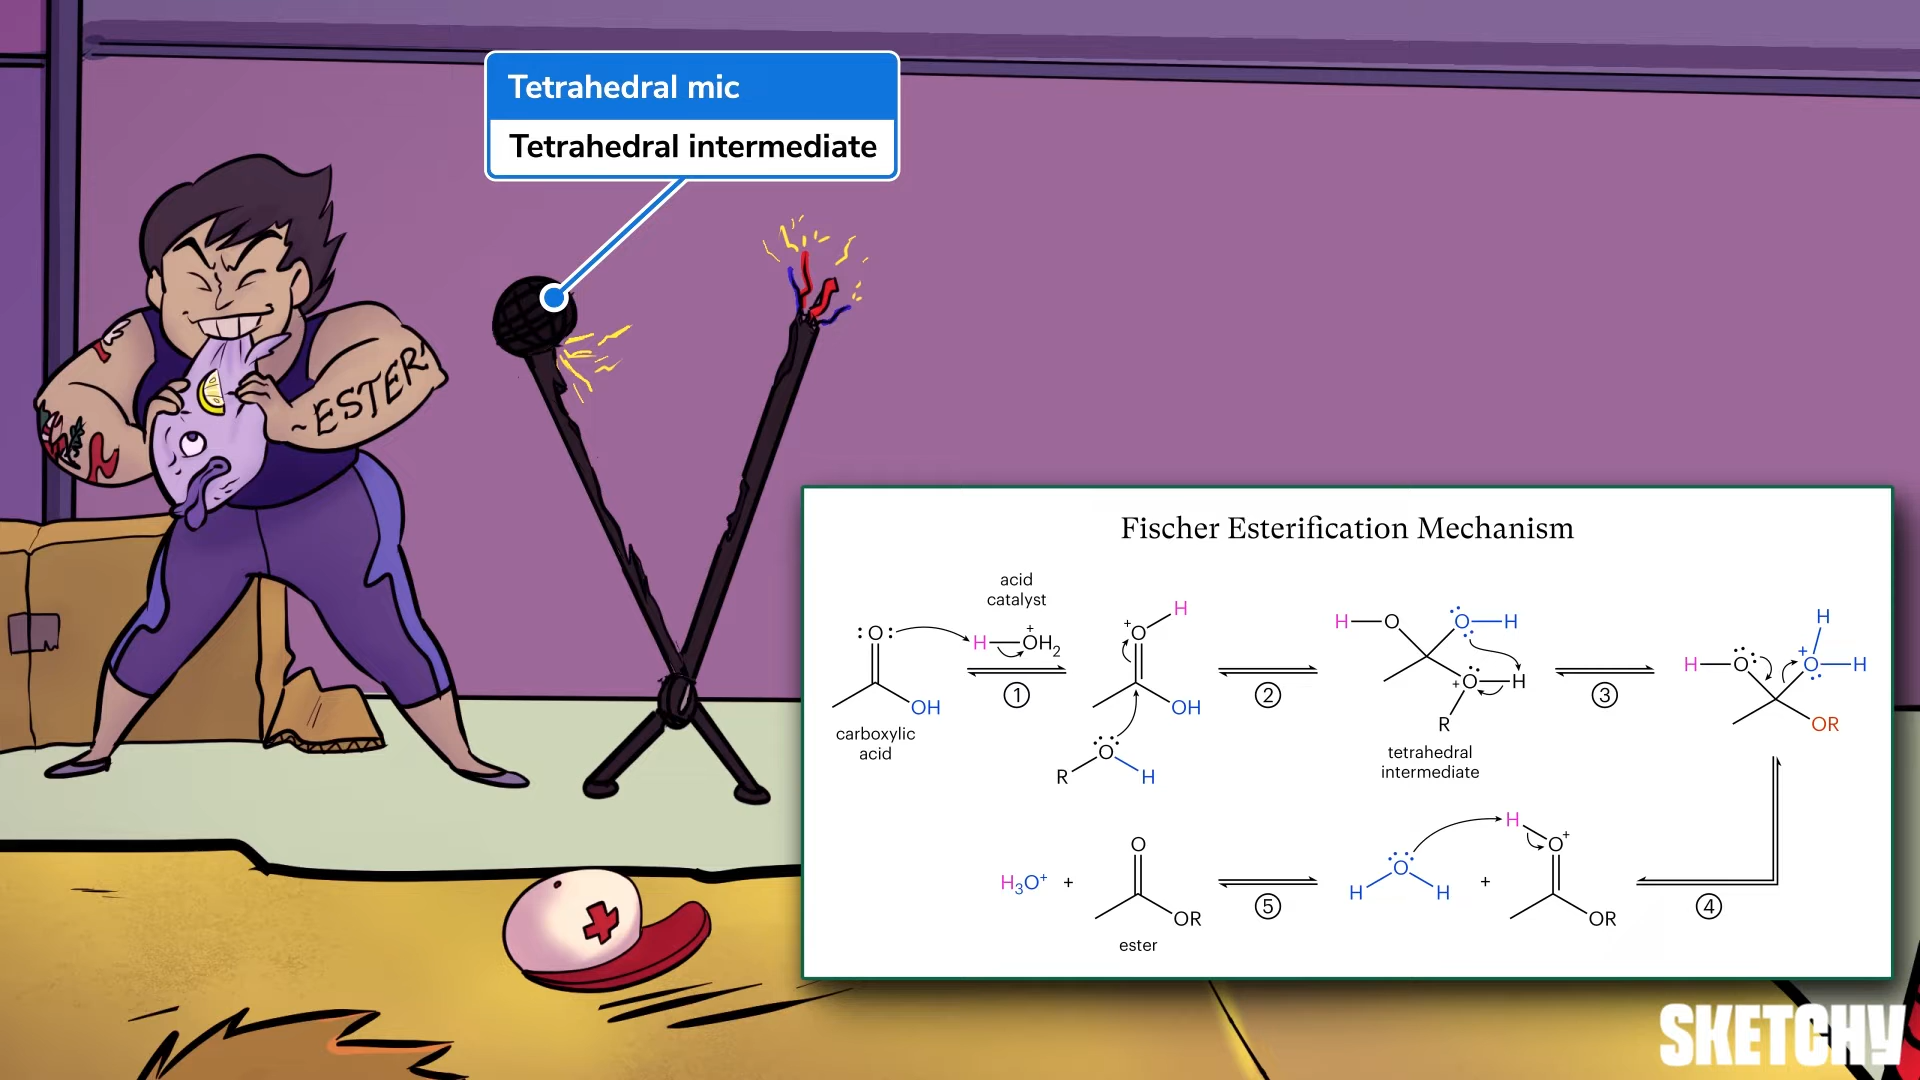 Tetrahedral mic
Tetrahedral intermediate
~ESTER
Fischer Esterification Mechanism
acid
catalyst
:O:
H—OH₂
+
OH
carboxylic
acid
①
H
+
O
OH
R
O
H
②
H—O
O—H
+O—H
R
tetrahedral
intermediate
③
H
H—O
+
O—H
OR
④
H
O+
OR
+
O
H
H
⑤
O
OR
ester
+
H₃O⁺
SKETCHY